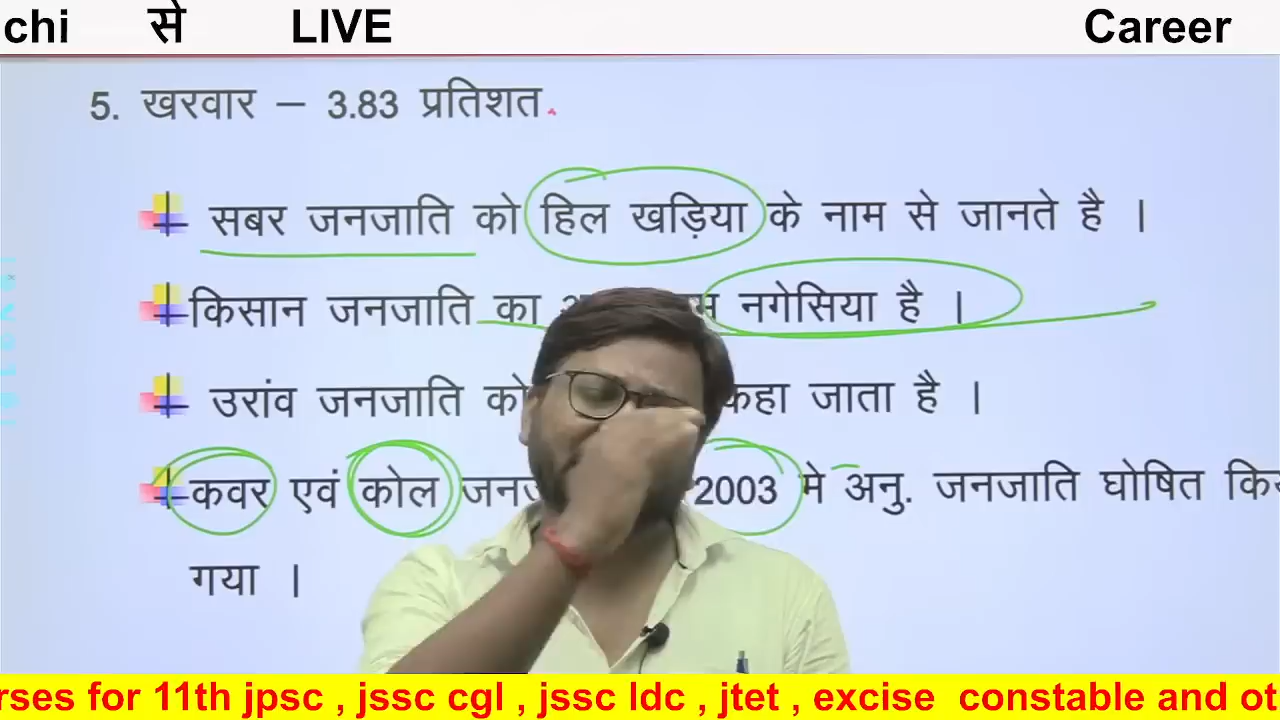 chi से LIVE Career
5. खरवार – 3.83 प्रतिशत
सबर जनजाति को हिल खड़िया के नाम से जानते है ।
किसान जनजाति का नगेसिया है ।
उरांव जनजाति को कहा जाता है ।
कवर एवं कोल 2003 मे अनु. जनजाति घोषित
गया ।
rses for 11th jpsc , jssc cgl , jssc ldc , jtet , excise constable and ot